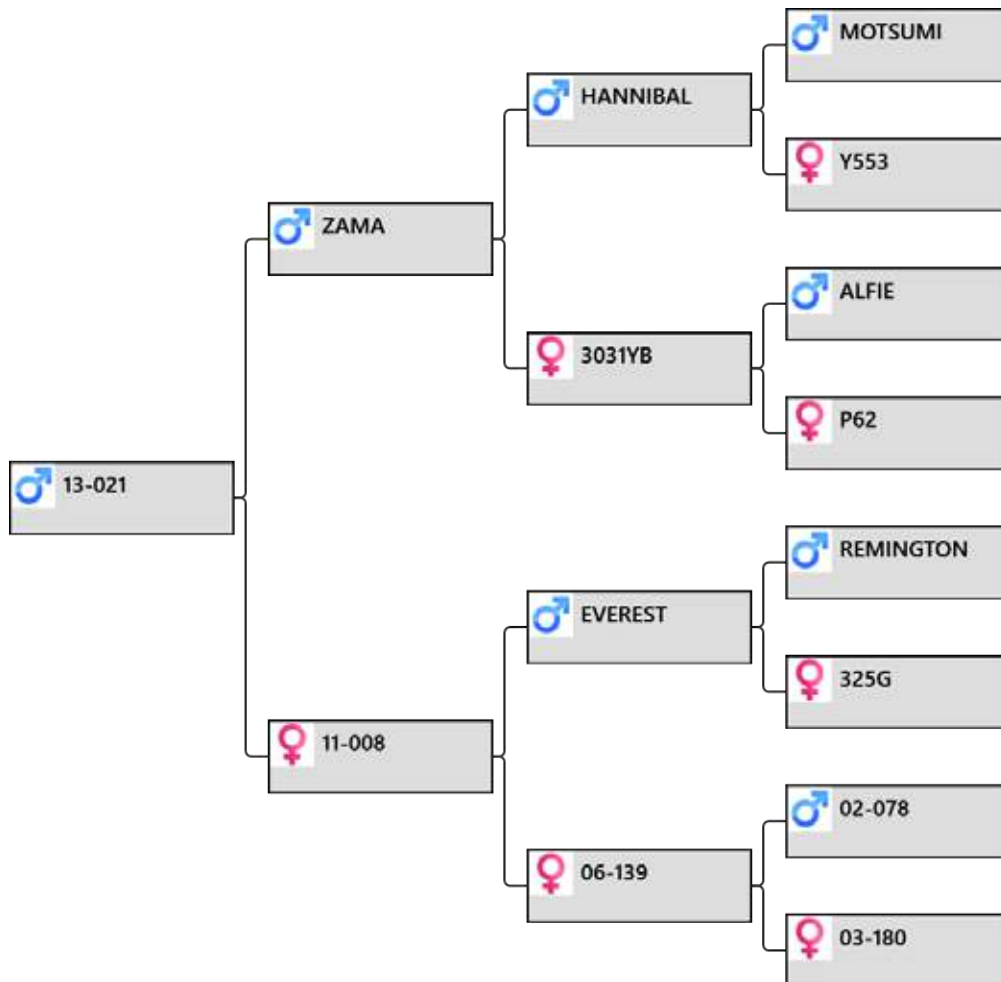 MOTSUMI
HANNIBAL
Y553
ZAMA
ALFIE
3031YB
P62
13-021
REMINGTON
EVEREST
325G
11-008
02-078
06-139
03-180